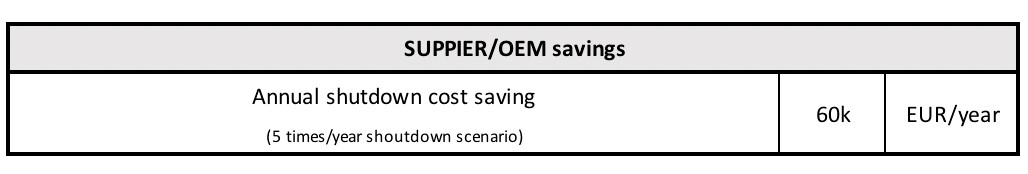 SUPPIER/OEM savings
Annual shutdown cost saving
(5 times/year shoutdown scenario)
60k
EUR/year